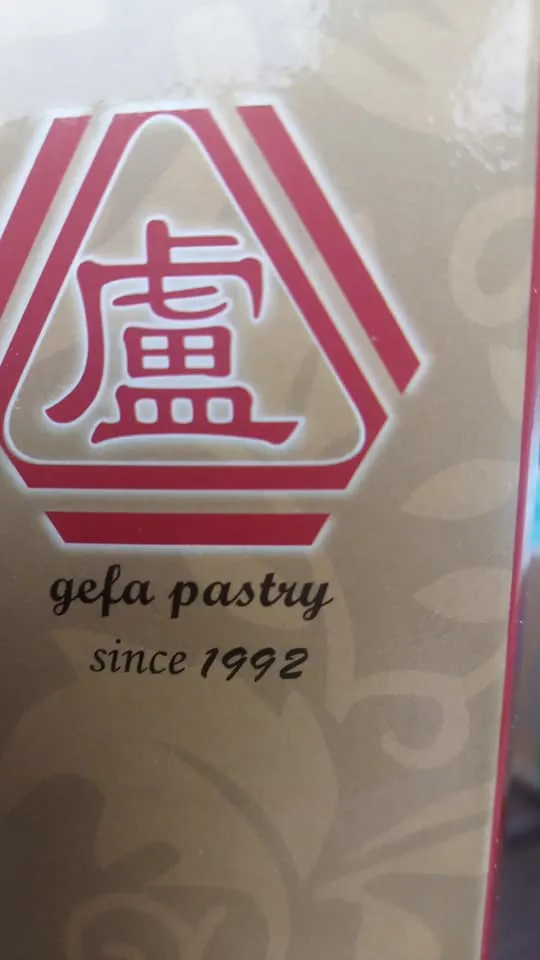 盧
gefa pastry
since 1992